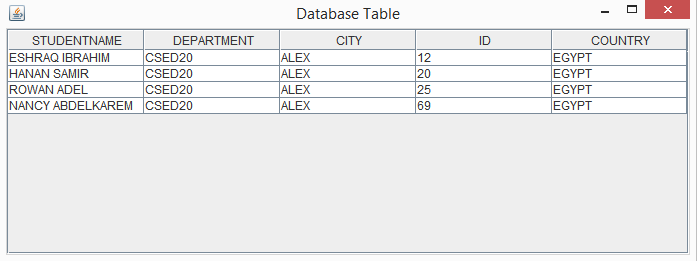 Database Table
STUDENTNAME DEPARTMENT CITY ID COUNTRY
ESHRAQ IBRAHIM CSED20 ALEX 12 EGYPT
HANAN SAMIR CSED20 ALEX 20 EGYPT
ROWAN ADEL CSED20 ALEX 25 EGYPT
NANCY ABDELKAREM CSED20 ALEX 69 EGYPT